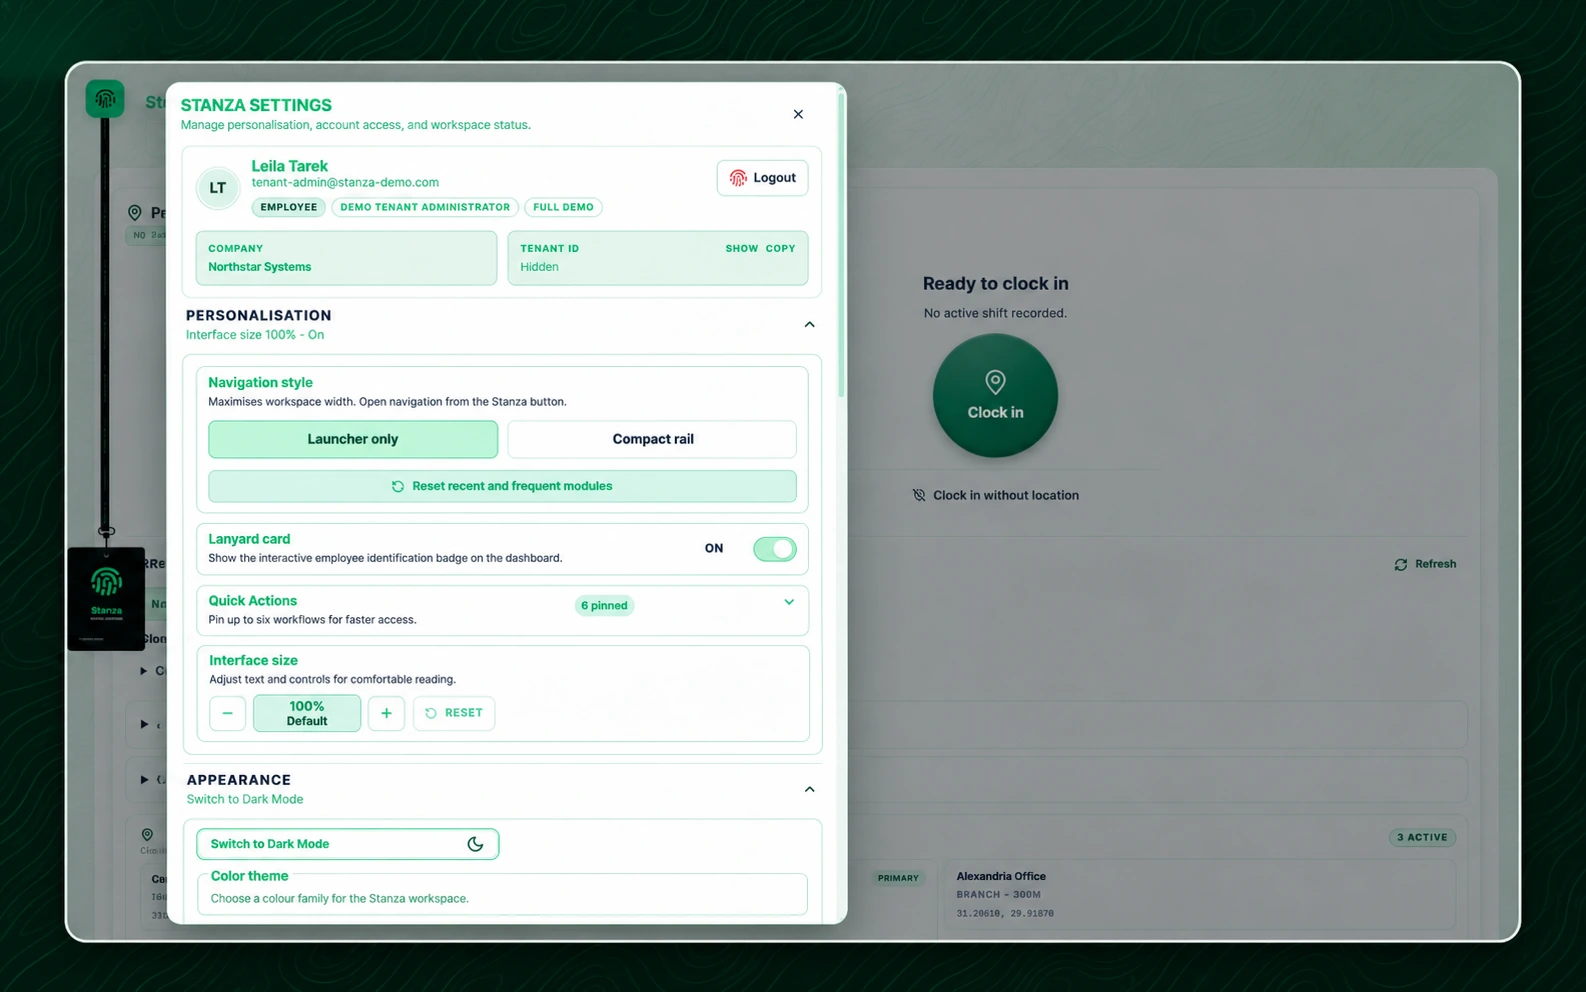 STANZA SETTINGS
Manage personalisation, account access, and workspace status.
LT
Leila Tarek
tenant-admin@stanza-demo.com
EMPLOYEE
DEMO TENANT ADMINISTRATOR
FULL DEMO
Logout
COMPANY
Northstar Systems
TENANT ID
SHOW COPY
Hidden
PERSONALISATION
Interface size 100% - On
Navigation style
Maximises workspace width. Open navigation from the Stanza button.
Launcher only
Compact rail
Reset recent and frequent modules
Lanyard card
Show the interactive employee identification badge on the dashboard.
ON
Quick Actions
Pin up to six workflows for faster access.
6 pinned
Interface size
Adjust text and controls for comfortable reading.
−
100%
Default
+
RESET
APPEARANCE
Switch to Dark Mode
Switch to Dark Mode
Color theme
Choose a colour family for the Stanza workspace.
Stanza
Ready to clock in
No active shift recorded.
Clock in
Clock in without location
Refresh
3 ACTIVE
PRIMARY
Alexandria Office
BRANCH - 300M
31.20610, 29.91870